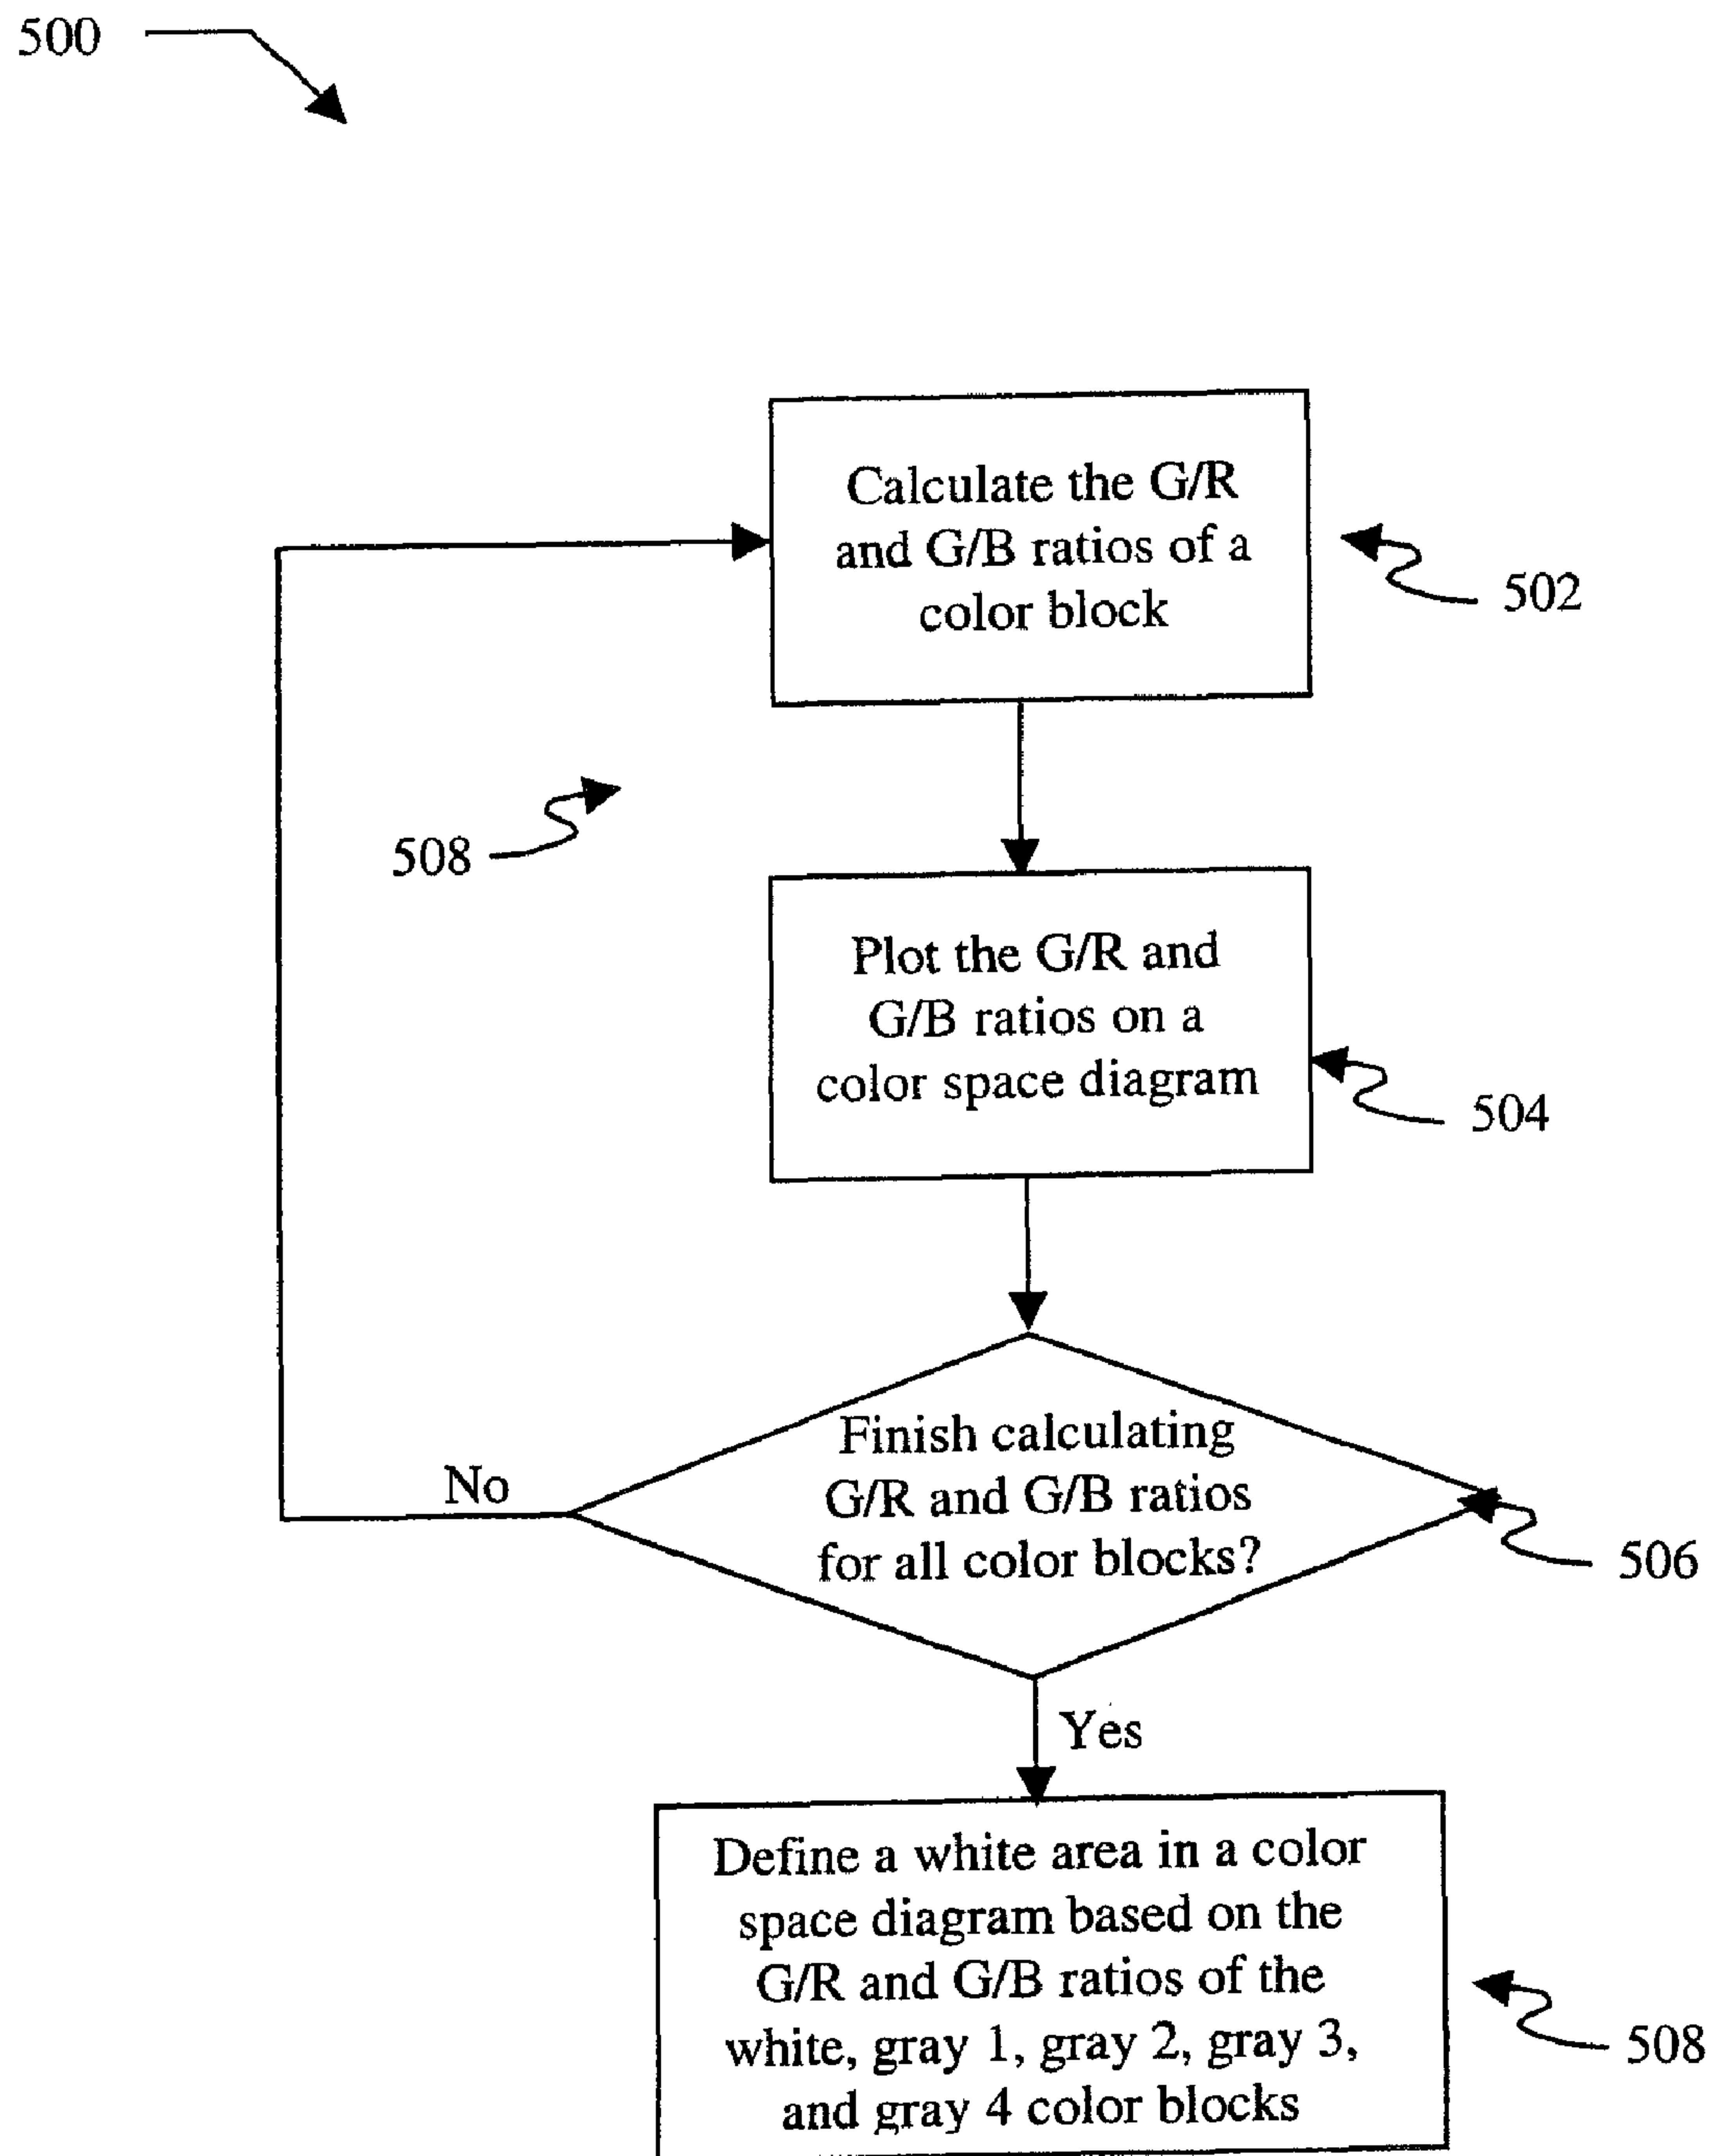 500
Calculate the G/R
and G/B ratios of a
color block
502
508
Plot the G/R and
G/B ratios on a
color space diagram
504
Finish calculating
G/R and G/B ratios
for all color blocks?
No
506
Yes
Define a white area in a color
space diagram based on the
G/R and G/B ratios of the
white, gray 1, gray 2, gray 3,
and gray 4 color blocks
508